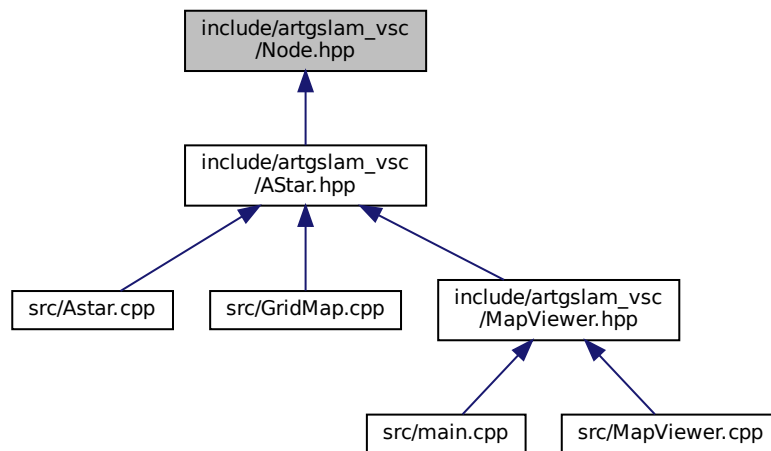 include/artgslam_vsc
/Node.hpp
include/artgslam_vsc
/AStar.hpp
src/Astar.cpp
src/GridMap.cpp
include/artgslam_vsc
/MapViewer.hpp
src/main.cpp
src/MapViewer.cpp